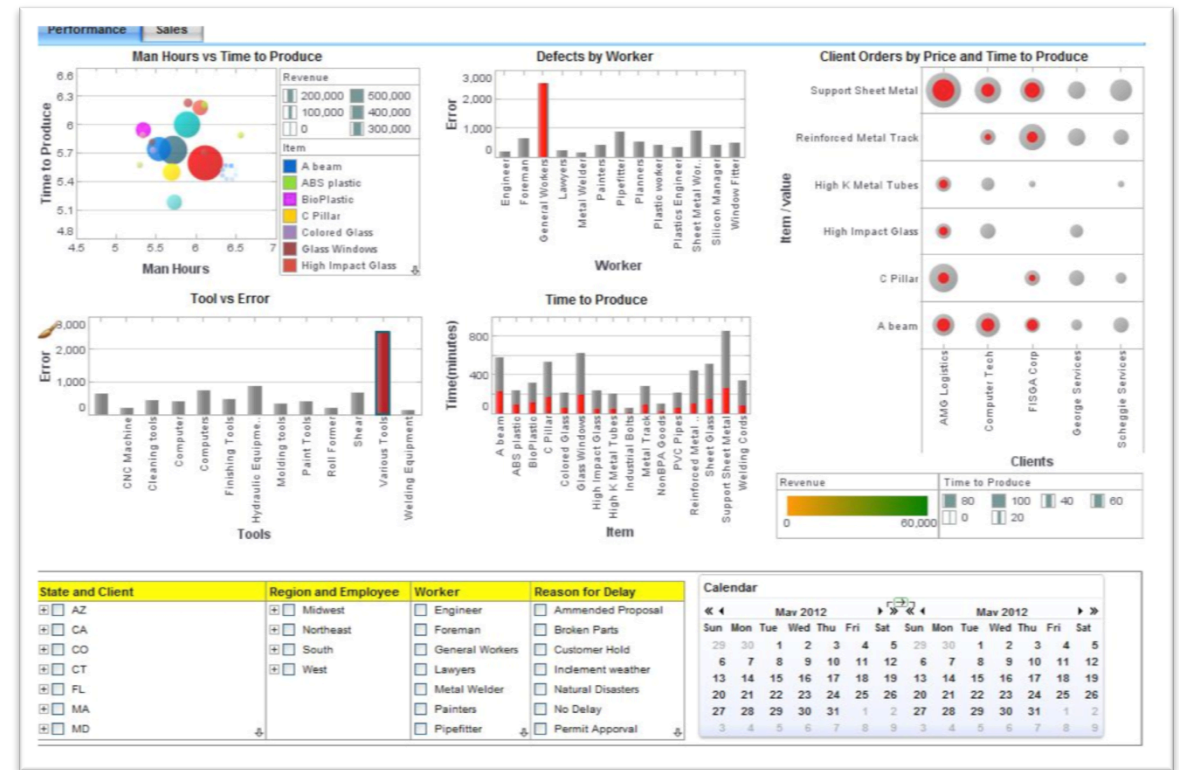 Performance Sales
Man Hours vs Time to Produce
Time to Produce
6.6
6.3
6
5.7
5.4
5.1
4.8
4.5 5 5.5 6 6.5 7
Man Hours
Revenue
200,000 500,000
100,000 400,000
0 300,000
Item
A beam
ABS plastic
BioPlastic
C Pillar
Colored Glass
Glass Windows
High Impact Glass
Defects by Worker
Error
3,000
2,000
1,000
Engineer
Foreman
General Workers
Lawyers
Metal Welder
Painters
Pipefitter
Planners
Plastic worker
Plastics Engineer
Sheet Metal Wor..
Silicon Manager
Window Fitter
Worker
Client Orders by Price and Time to Produce
Item / value
Support Sheet Metal
Reinforced Metal Track
High K Metal Tubes
High Impact Glass
C Pillar
A beam
AMG Logistics
Computer Tech
FISGA Corp
George Services
Scheggie Services
Clients
Tool vs Error
Error
3,000
2,000
1,000
0
CNC Machine
Cleaning tools
Computer
Computers
Finishing Tools
Hydraulic Equipme..
Molding tools
Paint Tools
Roll Former
Shear
Various Tools
Welding Equipment
Tools
Time to Produce
Time(minutes)
800
400
0
A beam
ABS plastic
BioPlastic
C Pillar
Colored Glass
Glass Windows
High Impact Glass
High K Metal Tubes
Industrial Bolts
Metal Track
NonBPA Goods
PVC Pipes
Reinforced Metal ..
Sheet Glass
Support Sheet Metal
Welding Cords
Item
Revenue
0 60,000
Time to Produce
80 100 40 60
0 20
State and Client
AZ
CA
CO
CT
FL
MA
MD
Region and Employee
Midwest
Northeast
South
West
Worker
Engineer
Foreman
General Workers
Lawyers
Metal Welder
Painters
Pipefitter
Reason for Delay
Ammended Proposal
Broken Parts
Customer Hold
Inclement weather
Natural Disasters
No Delay
Permit Apporval
Calendar
May 2012 May 2012
Sun Mon Tue Wed Thu Fri Sat Sun Mon Tue Wed Thu Fri Sat
29 30 1 2 3 4 5 29 30 1 2 3 4 5
6 7 8 9 10 11 12 6 7 8 9 10 11 12
13 14 15 16 17 18 19 13 14 15 16 17 18 19
20 21 22 23 24 25 26 20 21 22 23 24 25 26
27 28 29 30 31 1 2 27 28 29 30 31 1 2
3 4 5 6 7 8 9 3 4 5 6 7 8 9